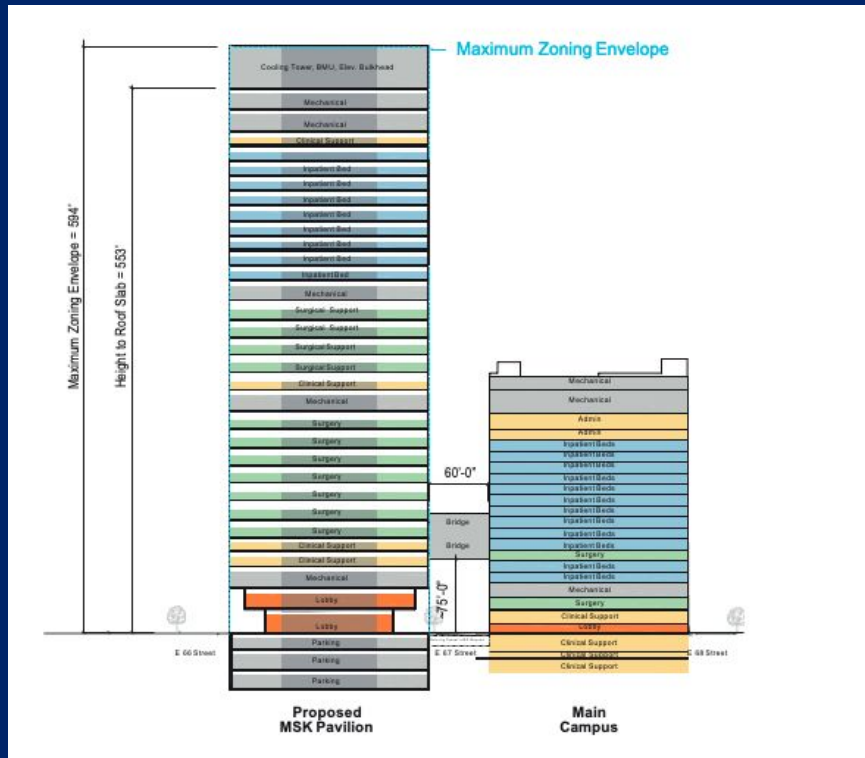 Maximum Zoning Envelope
Maximum Zoning Envelope = 594'
Height to Roof Slab = 553'
Cooling Tower, BMU, Elev. Bulkhead
Mechanical
Mechanical
Clinical Support
Inpatient Bed
Inpatient Bed
Inpatient Bed
Inpatient Bed
Inpatient Bed
Inpatient Bed
Inpatient Bed
Inpatient Bed
Mechanical
Surgical Support
Surgical Support
Surgical Support
Surgical Support
Clinical Support
Mechanical
Surgery
Surgery
Surgery
Surgery
Surgery
Surgery
Surgery
Clinical Support
Clinical Support
Mechanical
Lobby
Lobby
Parking
Parking
Parking
60'-0"
Bridge
Bridge
~75'-0"
Mechanical
Mechanical
Admin
Admin
Inpatient Beds
Inpatient Beds
Inpatient Beds
Inpatient Beds
Inpatient Beds
Inpatient Beds
Inpatient Beds
Inpatient Beds
Inpatient Beds
Inpatient Beds
Surgery
Inpatient Beds
Inpatient Beds
Mechanical
Surgery
Clinical Support
Lobby
Clinical Support
Clinical Support
Clinical Support
E 66 Street
E 67 Street
E 68 Street
Proposed
MSK Pavilion
Main
Campus